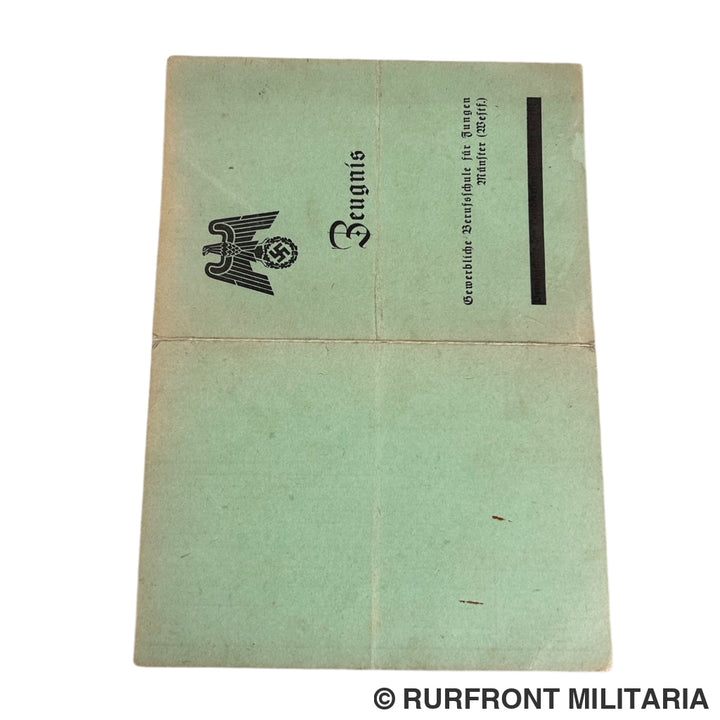 Zeugnis
Gewerbliche Berufsschule für Jungen
Münster (Westf.)
© RURFRONT MILITARIA